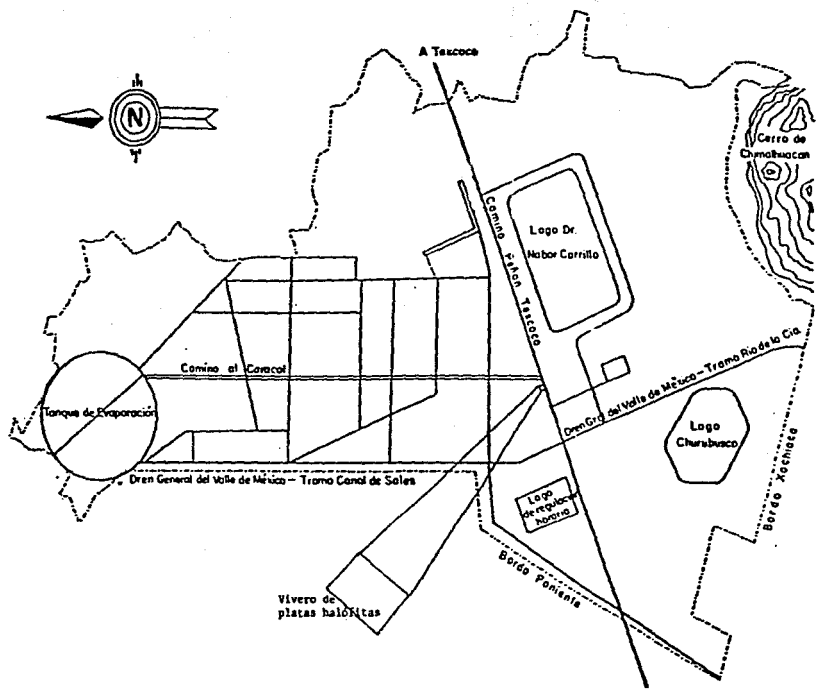 A Texcoco
N
Cerro de
Chimalhuacan
Lago Dr.
Nabor Carrillo
Camino Peñon Texcoco
Camino al Caracol
Tanque de Evaporación
Dren Gral del Valle de México - Tramo Rio de la Cia.
Lago
Churubusco
Bordo Xochiaca
Dren General del Valle de México - Tramo Canal de Sales
Lago
de regulacion
horaria
Bordo Poniente
Vivero de
platas halófitas